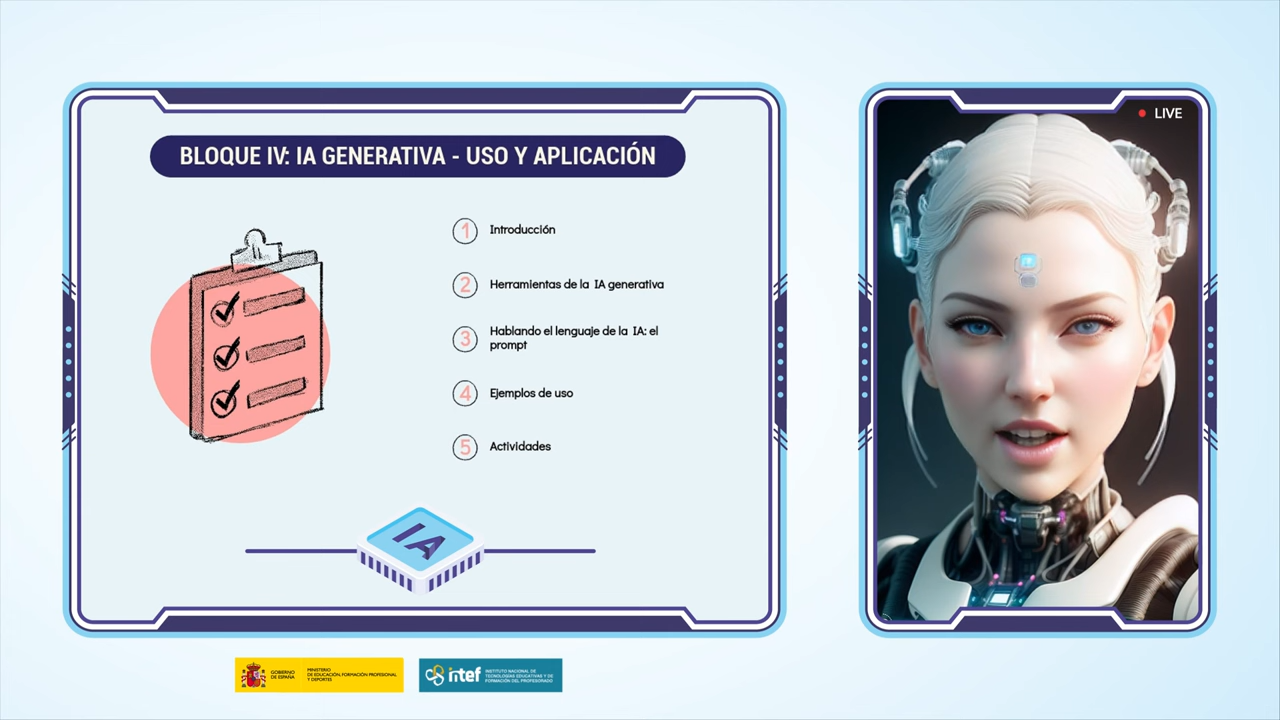 LIVE
BLOQUE IV: IA GENERATIVA - USO Y APLICACIÓN
1 Introducción
2 Herramientas de la IA generativa
3 Hablando el lenguaje de la IA: el
prompt
4 Ejemplos de uso
5 Actividades
IA
GOBIERNO
DE ESPAÑA
MINISTERIO
DE EDUCACIÓN, FORMACIÓN PROFESIONAL
Y DEPORTES
intef
INSTITUTO NACIONAL DE
TECNOLOGÍAS EDUCATIVAS Y DE
FORMACIÓN DEL PROFESORADO